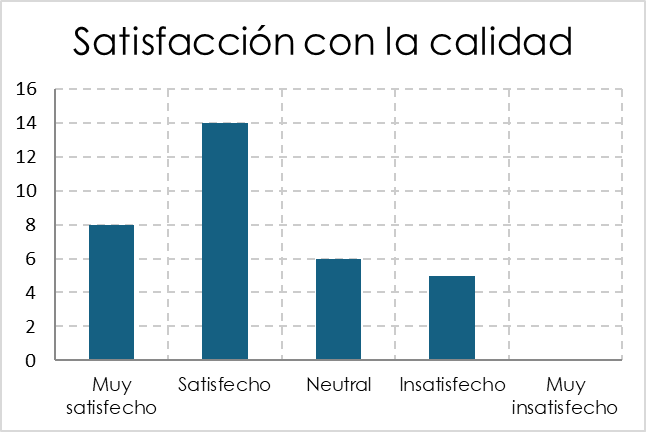 Satisfacción con la calidad
16
14
12
10
8
6
4
2
0
Muy satisfecho
Satisfecho
Neutral
Insatisfecho
Muy insatisfecho